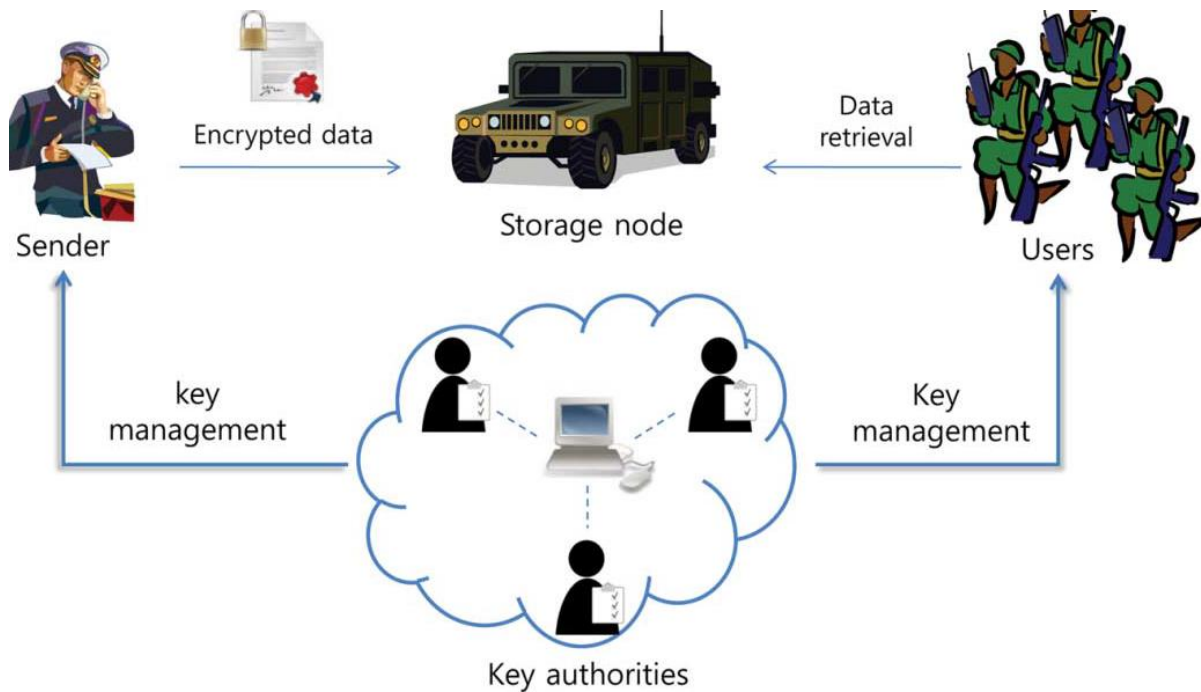 Encrypted data
Data
retrieval
Storage node
Sender
Users
key
management
Key
management
Key authorities